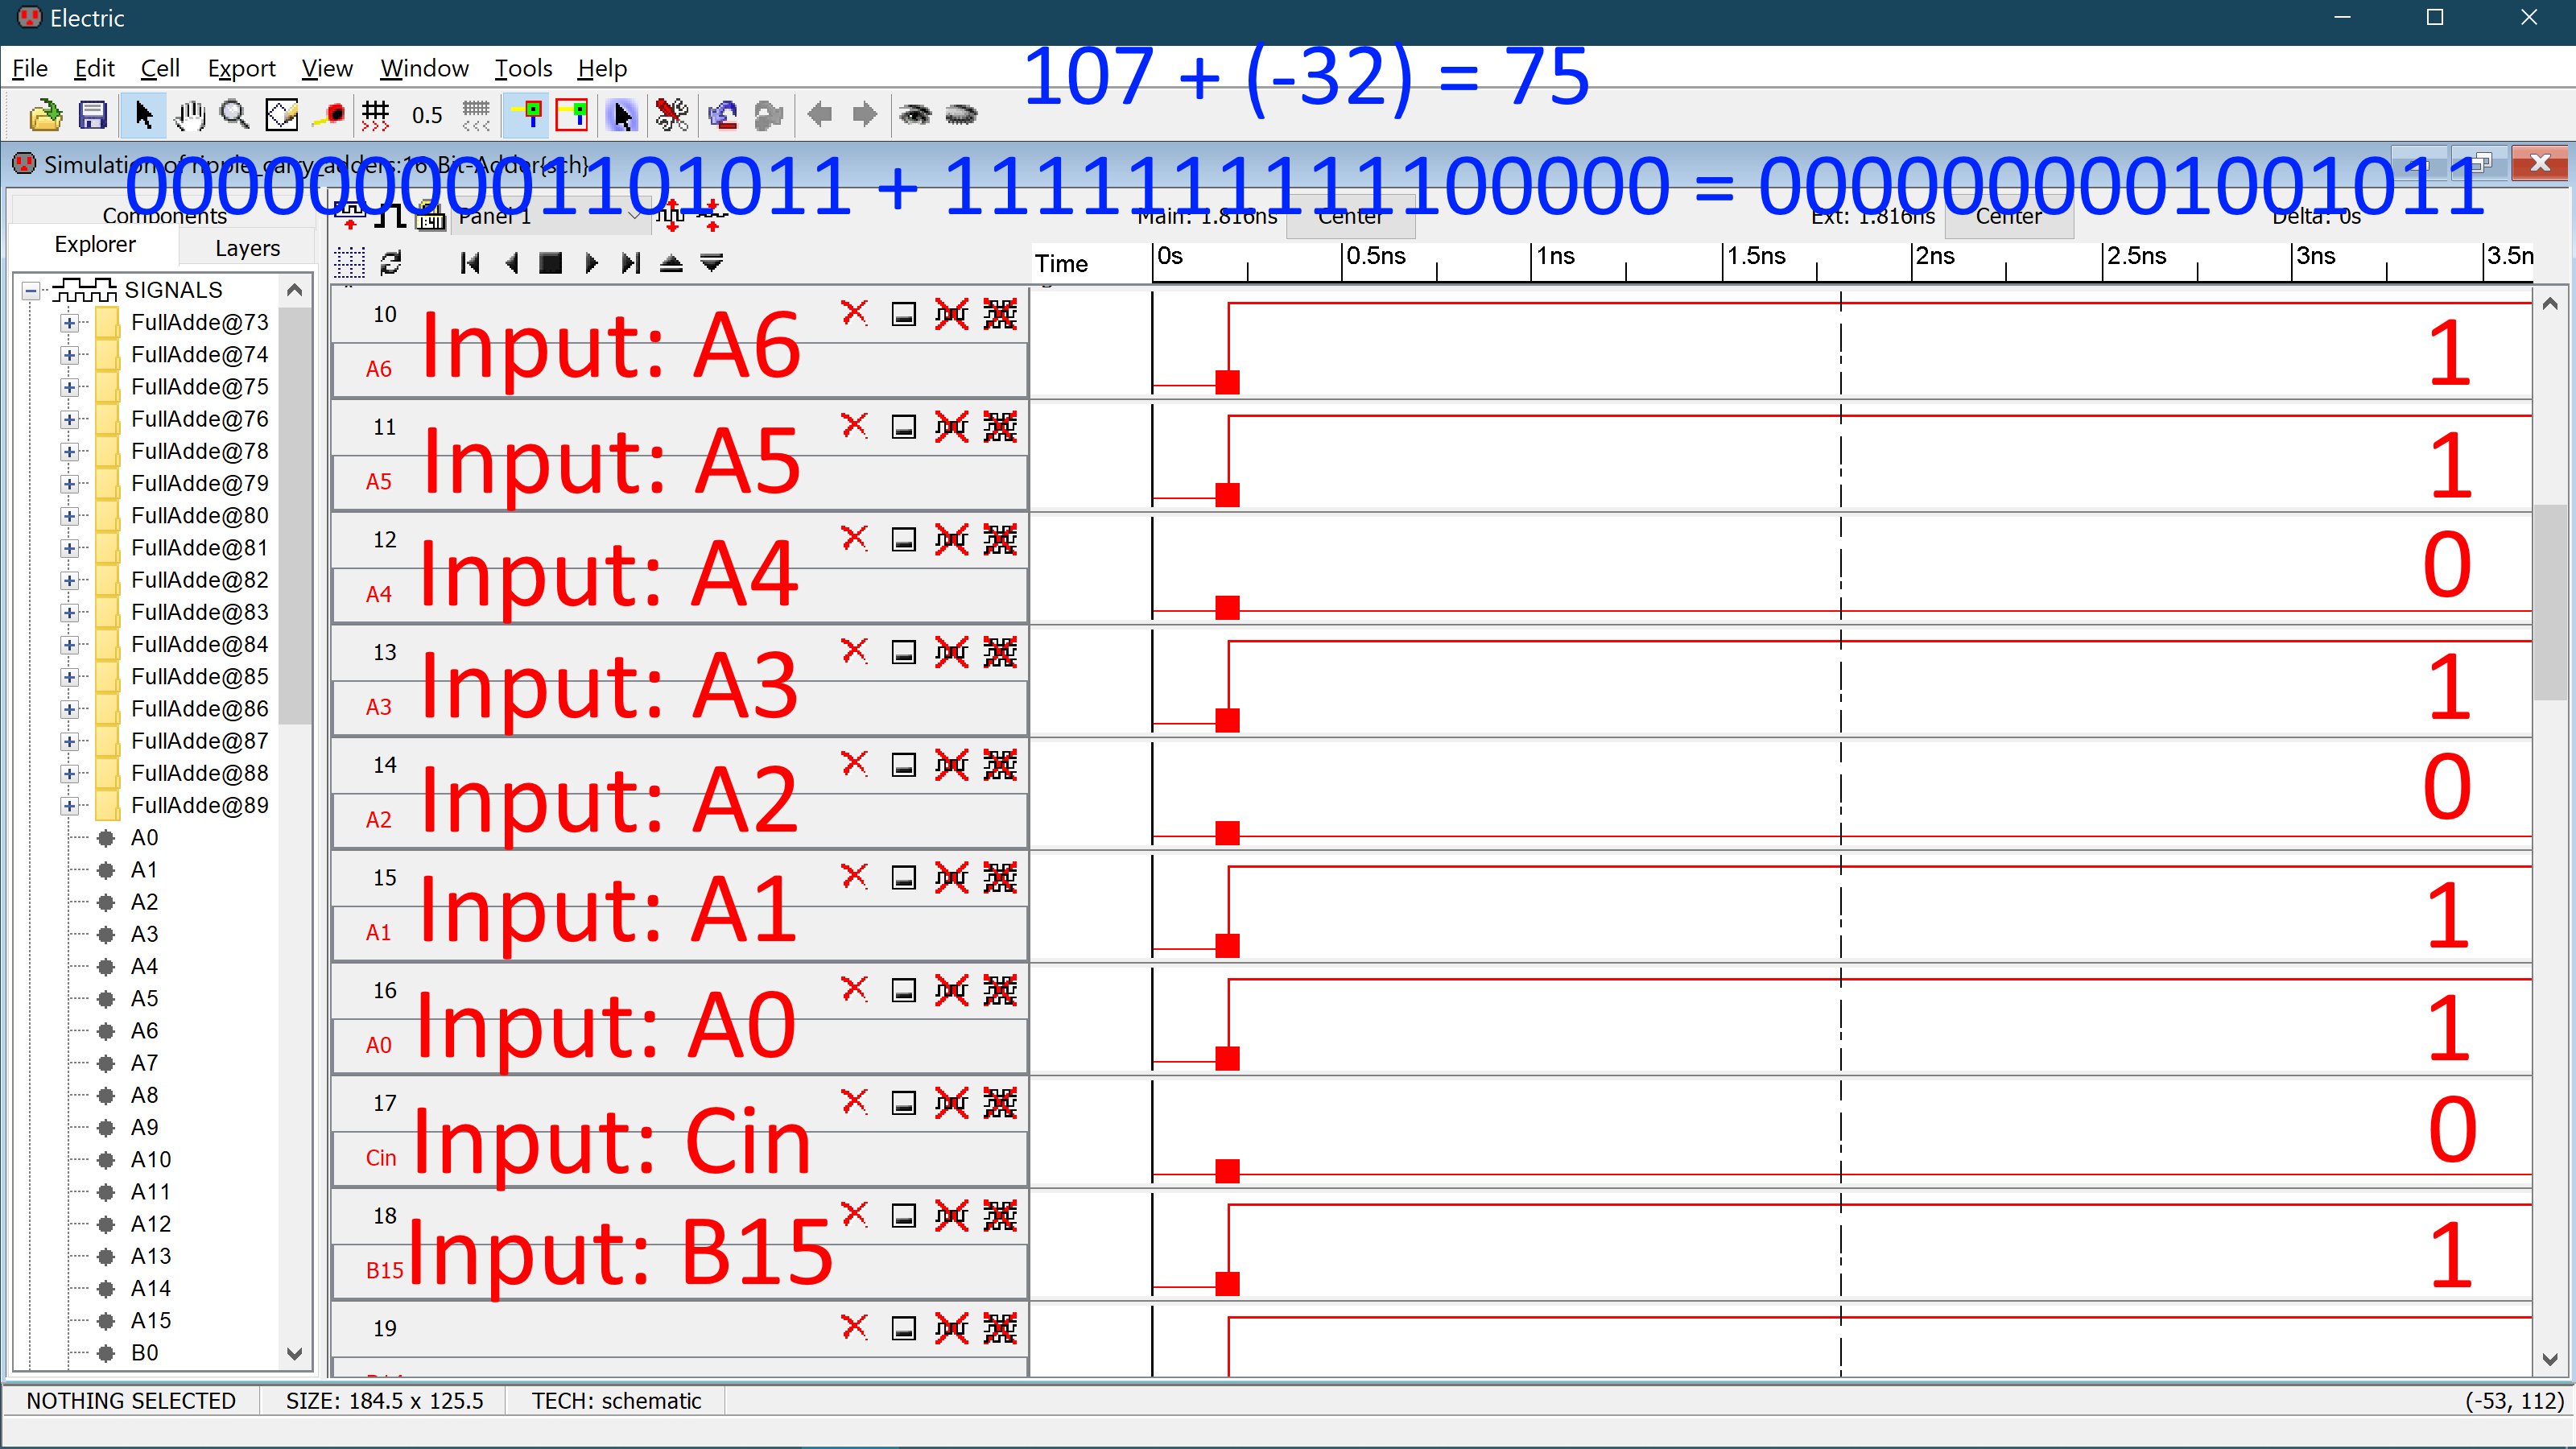 Electric
File Edit Cell Export View Window Tools Help
107 + (-32) = 75
0.5
Simulation of ripple_carry_adders:16-Bit-Adder{sch}
0000000001101011 + 1111111111100000 = 0000000001001011
Components
Explorer Layers
Panel 1
Main: 1.816ns Center Ext: 1.816ns Center Delta: 0s
Time 0s 0.5ns 1ns 1.5ns 2ns 2.5ns 3ns 3.5n
SIGNALS
FullAdde@73
FullAdde@74
FullAdde@75
FullAdde@76
FullAdde@78
FullAdde@79
FullAdde@80
FullAdde@81
FullAdde@82
FullAdde@83
FullAdde@84
FullAdde@85
FullAdde@86
FullAdde@87
FullAdde@88
FullAdde@89
A0
A1
A2
A3
A4
A5
A6
A7
A8
A9
A10
A11
A12
A13
A14
A15
B0
10
A6 Input: A6 1
11
A5 Input: A5 1
12
A4 Input: A4 0
13
A3 Input: A3 1
14
A2 Input: A2 0
15
A1 Input: A1 1
16
A0 Input: A0 1
17
Cin Input: Cin 0
18
B15 Input: B15 1
19
NOTHING SELECTED SIZE: 184.5 x 125.5 TECH: schematic (-53, 112)